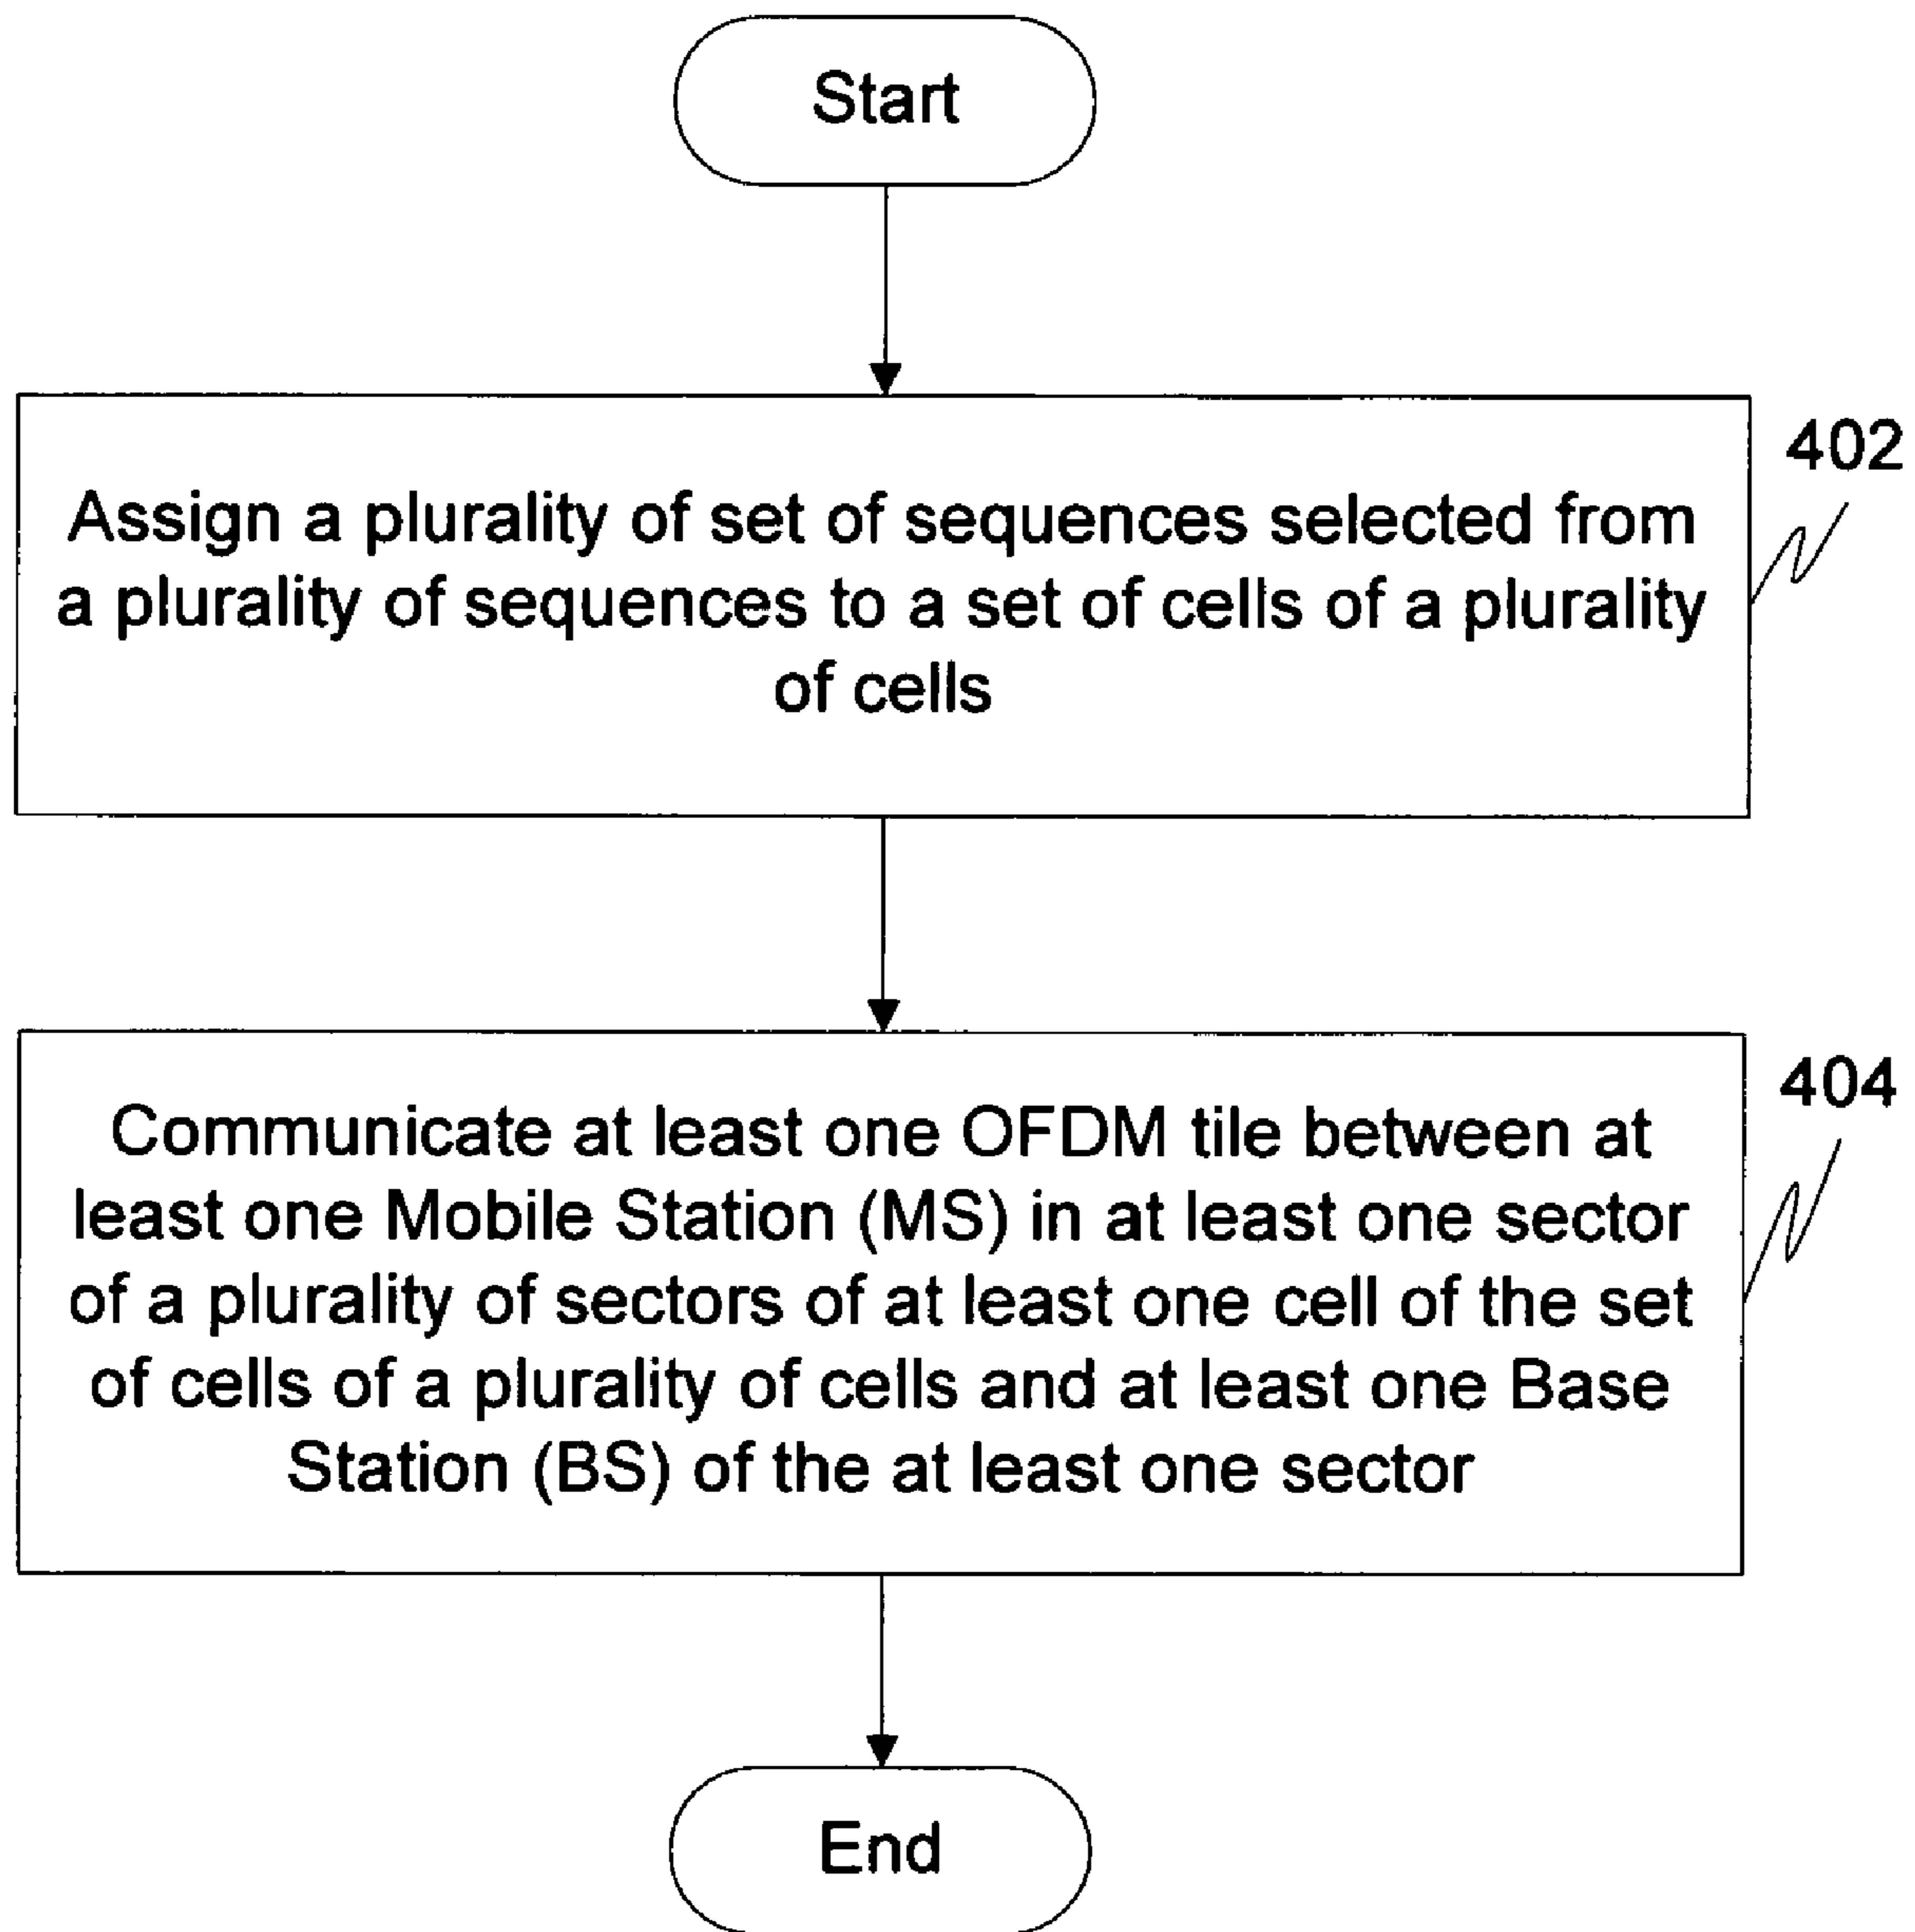 Start
402
Assign a plurality of set of sequences selected from
a plurality of sequences to a set of cells of a plurality
of cells
404
Communicate at least one OFDM tile between at
least one Mobile Station (MS) in at least one sector
of a plurality of sectors of at least one cell of the set
of cells of a plurality of cells and at least one Base
Station (BS) of the at least one sector
End